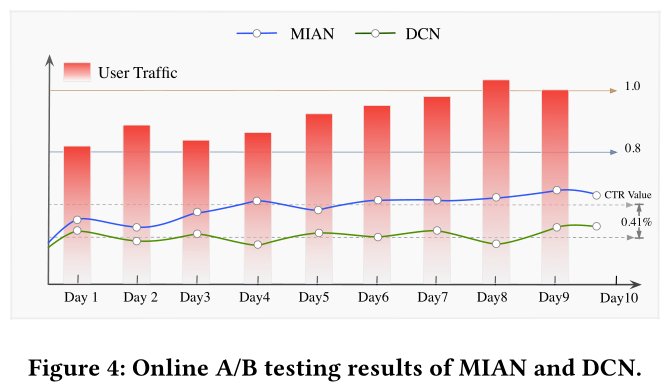 MIAN DCN
User Traffic
1.0
0.8
CTR Value
0.41%
Day 1 Day 2 Day3 Day4 Day5 Day6 Day7 Day8 Day9 Day10
Figure 4: Online A/B testing results of MIAN and DCN.